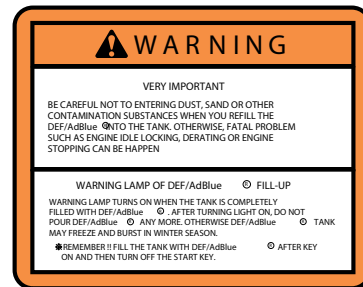 WARNING
VERY IMPORTANT
BE CAREFUL NOT TO ENTERING DUST, SAND OR OTHER
CONTAMINATION SUBSTANCES WHEN YOU REFILL THE
DEF/AdBlue ® INTO THE TANK. OTHERWISE, FATAL PROBLEM
SUCH AS ENGINE IDLE LOCKING, DERATING OR ENGINE
STOPPING CAN BE HAPPEN
WARNING LAMP OF DEF/AdBlue ® FILL-UP
WARNING LAMP TURNS ON WHEN THE TANK IS COMPLETELY
FILLED WITH DEF/AdBlue ® . AFTER TURNING LIGHT ON, DO NOT
POUR DEF/AdBlue ® ANY MORE. OTHERWISE DEF/AdBlue ® TANK
MAY FREEZE AND BURST IN WINTER SEASON.
※REMEMBER !! FILL THE TANK WITH DEF/AdBlue ® AFTER KEY
ON AND THEN TURN OFF THE START KEY.